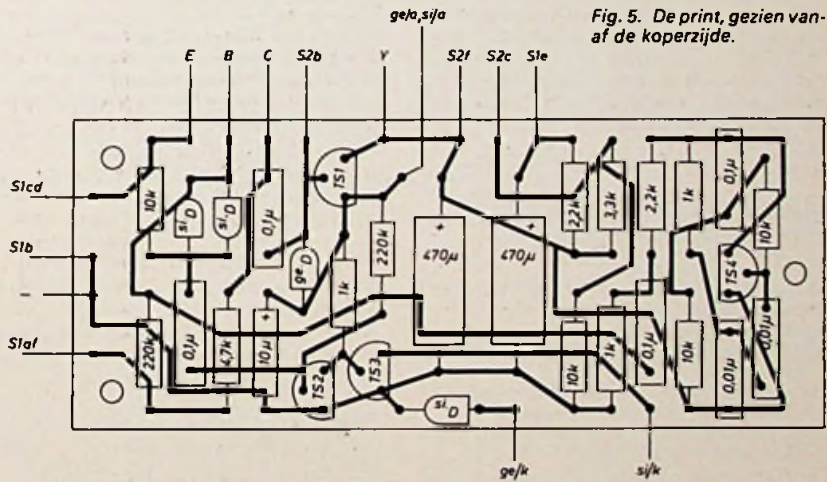 Fig. 5. De print, gezien van-
af de koperzijde.
ge/a, si/a
E B C S2b Y S2f S2c S1e
S1cd
S1b
–
S1af
10k
si D
si D
0,1µ
ge D
TS1
1k
220k
+
470µ
+
470µ
2,2k
3,3k
2,2k
1k
0,1µ
10k
TS4
220k
0,1µ
4,7k
10µ +
TS2
TS3
si D
10k
1k
0,1µ
10k
0,01µ
0,01µ
ge/k
si/k